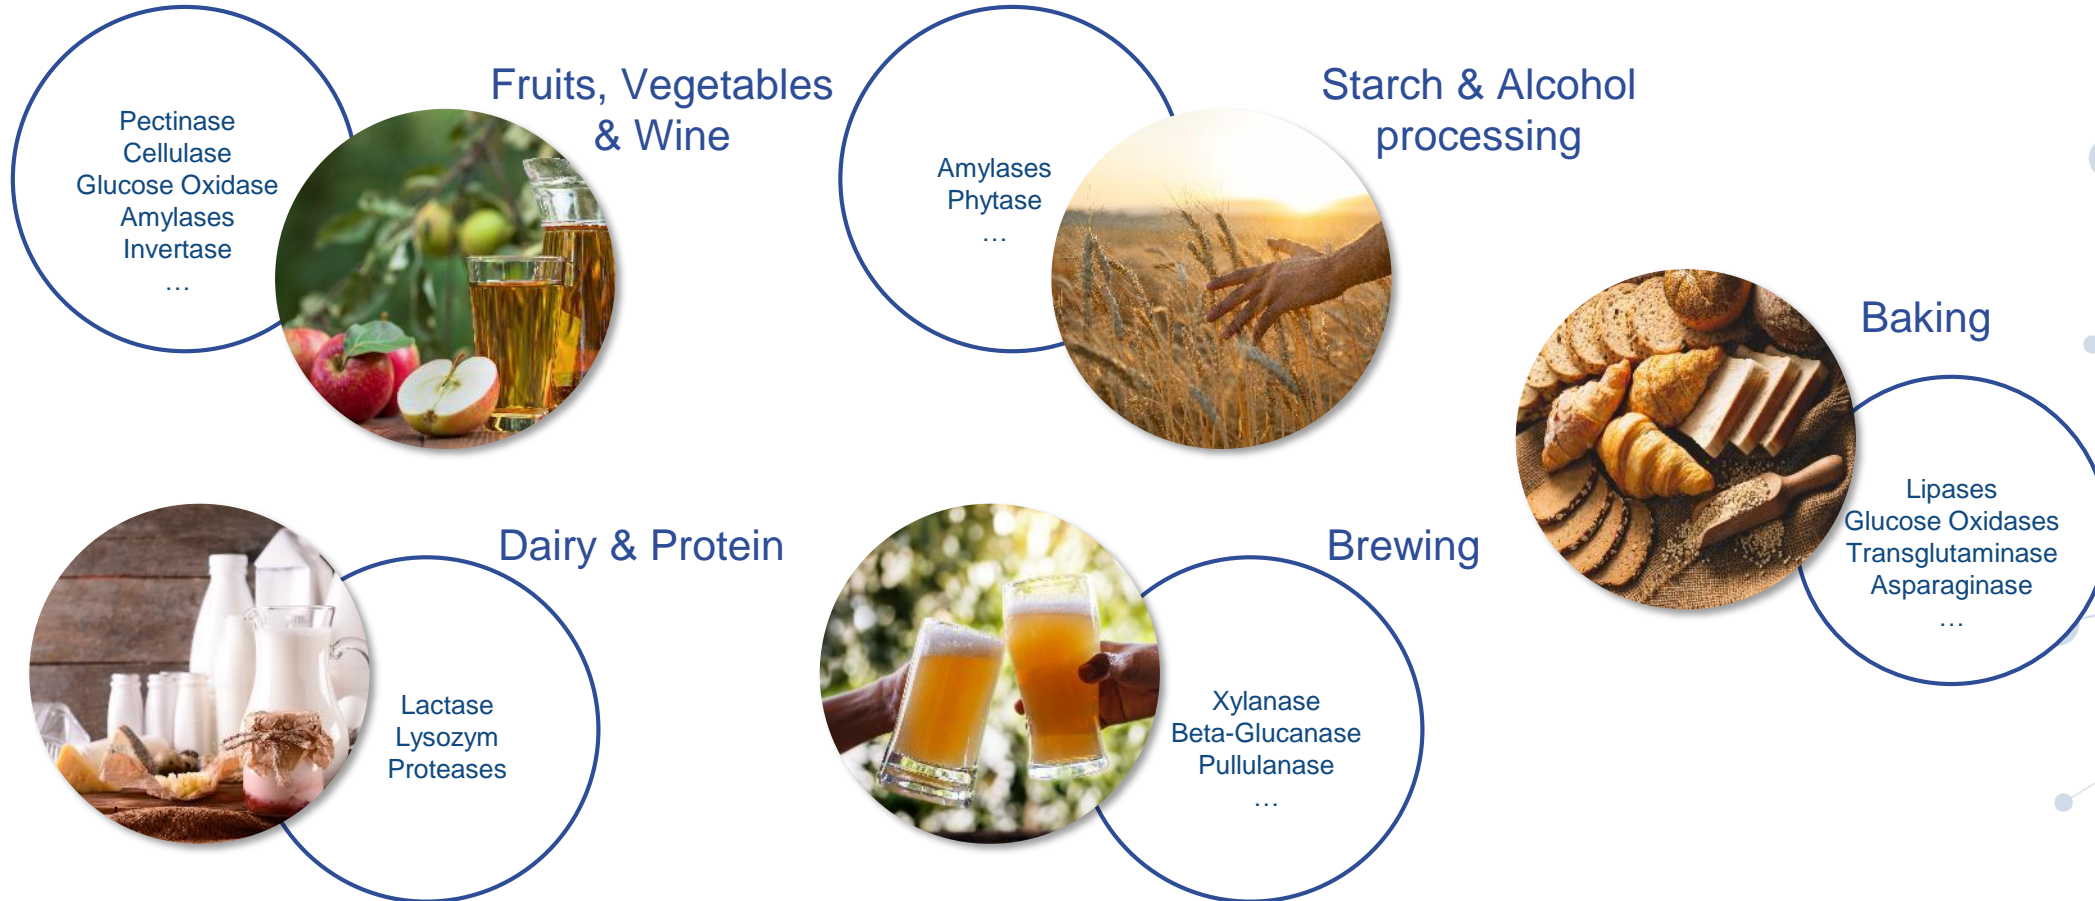 Fruits, Vegetables
& Wine
Pectinase
Cellulase
Glucose Oxidase
Amylases
Invertase
…
Starch & Alcohol
processing
Amylases
Phytase
…
Baking
Lipases
Glucose Oxidases
Transglutaminase
Asparaginase
…
Dairy & Protein
Lactase
Lysozym
Proteases
Brewing
Xylanase
Beta-Glucanase
Pullulanase
…